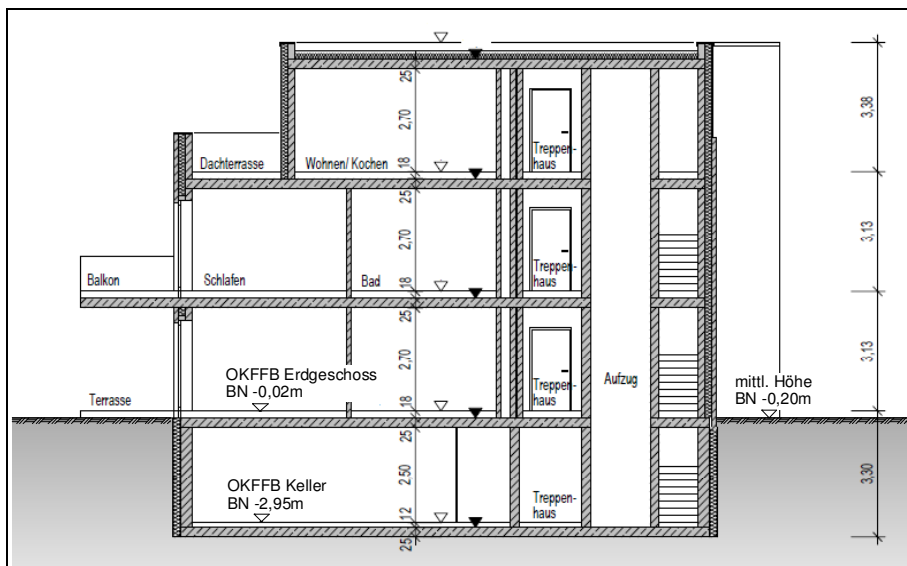 25
2,70
3,38
Treppen-
haus
Dachterrasse
Wohnen/ Kochen
18
25
2,70
3,13
Treppen-
haus
Balkon
Schlafen
Bad
18
25
2,70
3,13
OKFFB Erdgeschoss
BN -0,02m
Treppen-
haus
Aufzug
mittl. Höhe
BN -0,20m
Terrasse
18
25
2.50
3,30
OKFFB Keller
BN -2,95m
Treppen-
haus
12
25